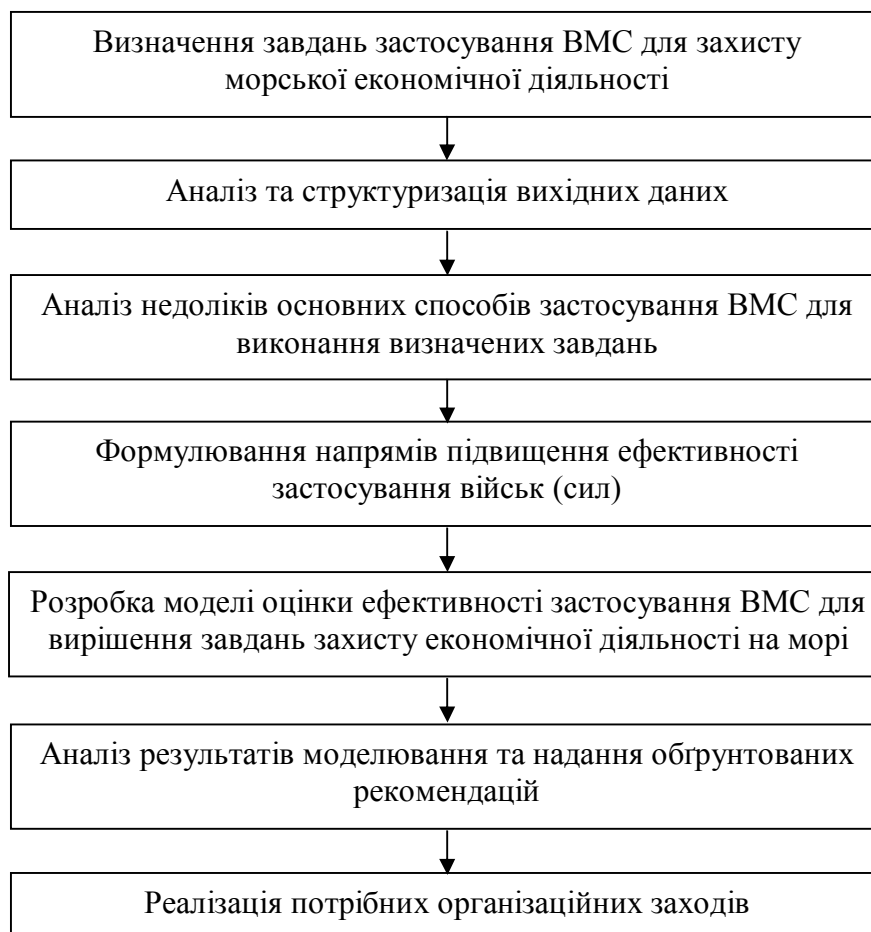 Визначення завдань застосування ВМС для захисту
морської економічної діяльності
Аналіз та структуризація вихідних даних
Аналіз недоліків основних способів застосування ВМС для
виконання визначених завдань
Формулювання напрямів підвищення ефективності
застосування військ (сил)
Розробка моделі оцінки ефективності застосування ВМС для
вирішення завдань захисту економічної діяльності на морі
Аналіз результатів моделювання та надання обґрунтованих
рекомендацій
Реалізація потрібних організаційних заходів